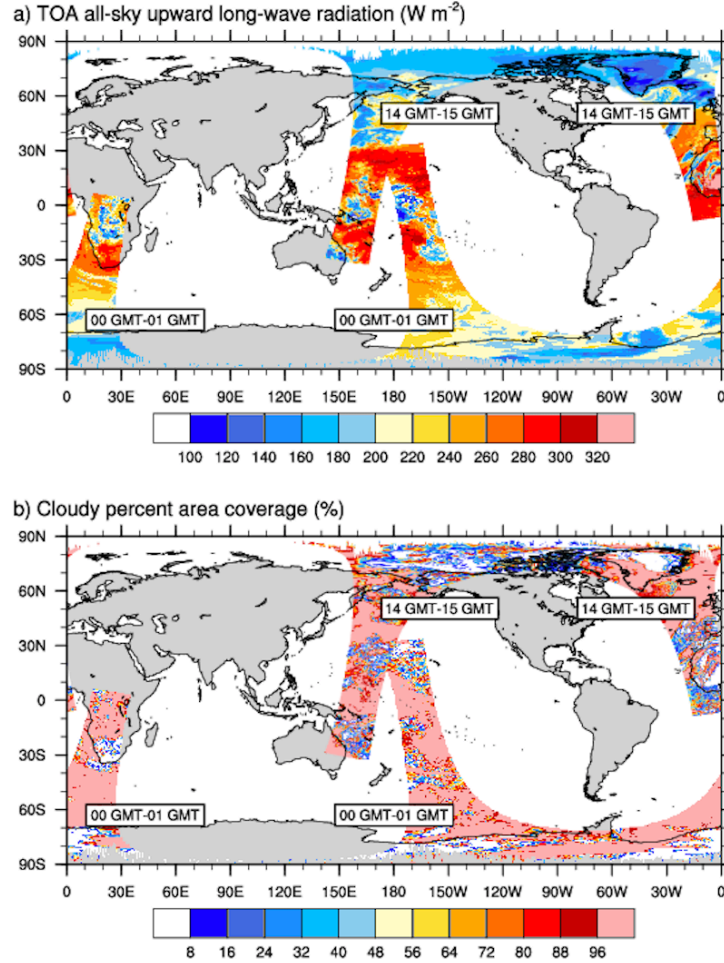 a) TOA all-sky upward long-wave radiation (W m-2)
90N
60N
14 GMT-15 GMT 14 GMT-15 GMT
30N
0
30S
60S
00 GMT-01 GMT 00 GMT-01 GMT
90S
0 30E 60E 90E 120E 150E 180 150W 120W 90W 60W 30W 0
100 120 140 160 180 200 220 240 260 280 300 320
b) Cloudy percent area coverage (%)
90N
60N
14 GMT-15 GMT 14 GMT-15 GMT
30N
0
30S
60S
00 GMT-01 GMT 00 GMT-01 GMT
90S
0 30E 60E 90E 120E 150E 180 150W 120W 90W 60W 30W 0
8 16 24 32 40 48 56 64 72 80 88 96